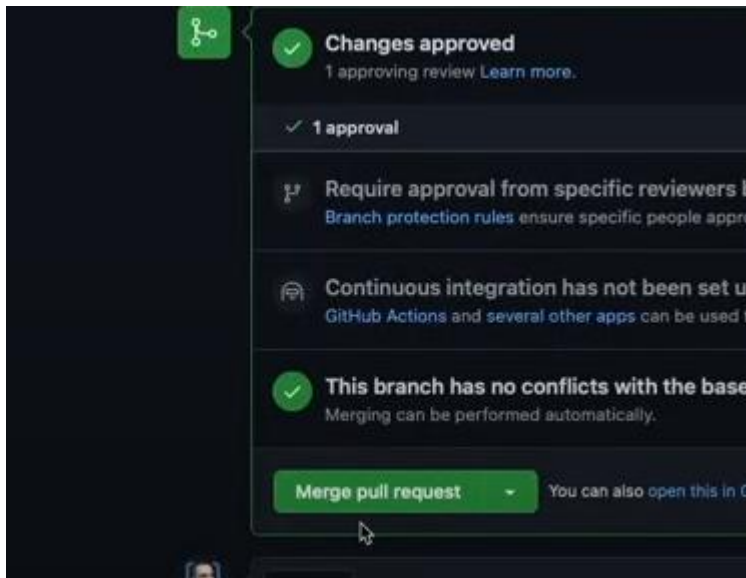 Changes approved
1 approving review Learn more.
1 approval
Require approval from specific reviewers
Branch protection rules ensure specific people
Continuous integration has not been set
GitHub Actions and several other apps can be used
This branch has no conflicts with the base
Merging can be performed automatically.
Merge pull request
You can also open this in